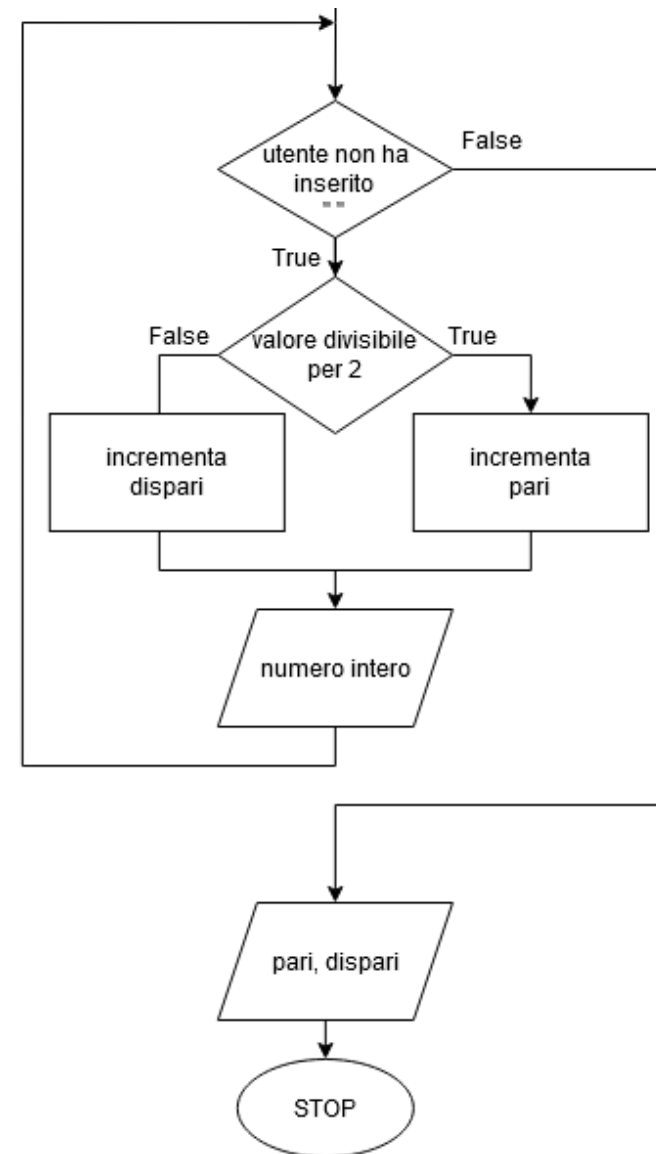 False
utente non ha
inserito
""
True
False
valore divisibile
per 2
True
incrementa
dispari
incrementa
pari
numero intero
pari, dispari
STOP